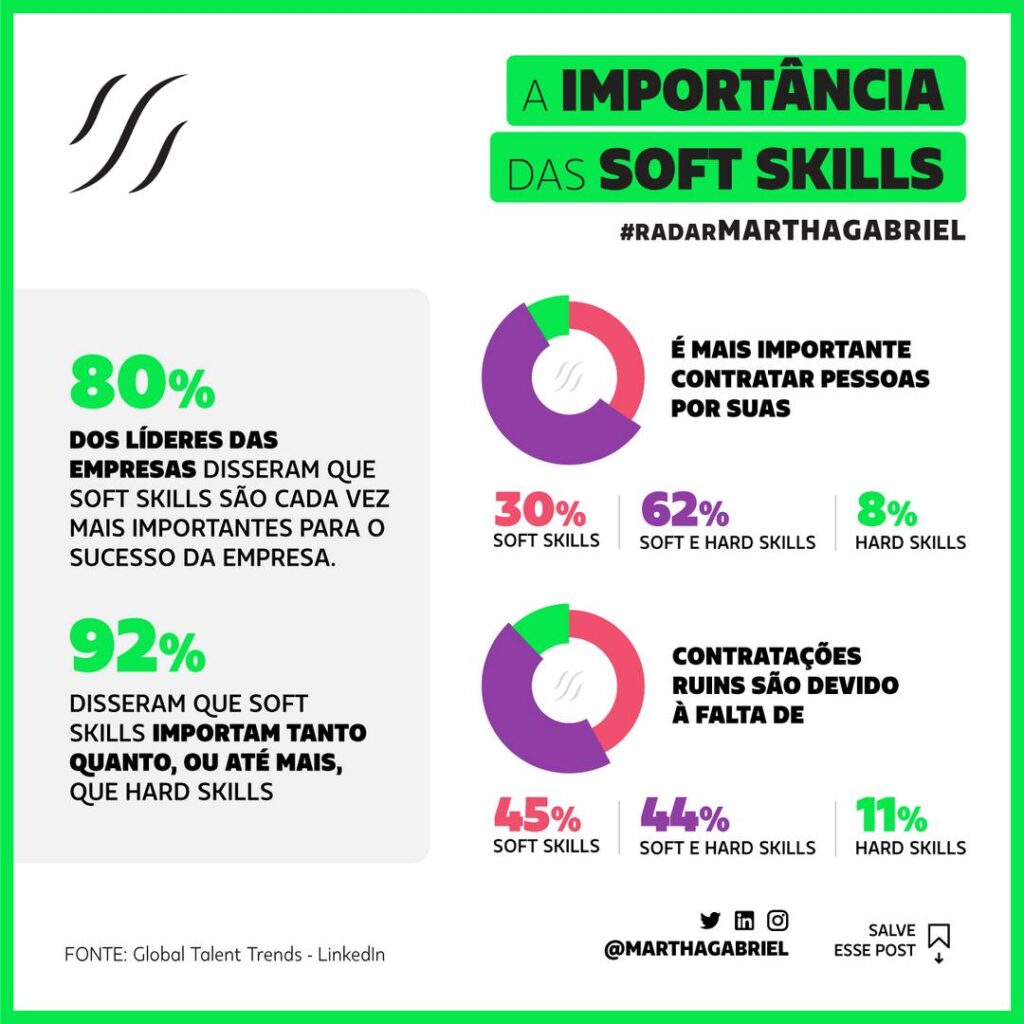 A IMPORTÂNCIA
DAS SOFT SKILLS
#RADARMARTHAGABRIEL
80%
DOS LÍDERES DAS
EMPRESAS DISSERAM QUE
SOFT SKILLS SÃO CADA VEZ
MAIS IMPORTANTES PARA O
SUCESSO DA EMPRESA.
92%
DISSERAM QUE SOFT
SKILLS IMPORTAM TANTO
QUANTO, OU ATÉ MAIS,
QUE HARD SKILLS
É MAIS IMPORTANTE
CONTRATAR PESSOAS
POR SUAS
30%
SOFT SKILLS
62%
SOFT E HARD SKILLS
8%
HARD SKILLS
CONTRATAÇÕES
RUINS SÃO DEVIDO
À FALTA DE
45%
SOFT SKILLS
44%
SOFT E HARD SKILLS
11%
HARD SKILLS
FONTE: Global Talent Trends - LinkedIn
@MARTHAGABRIEL
SALVE
ESSE POST